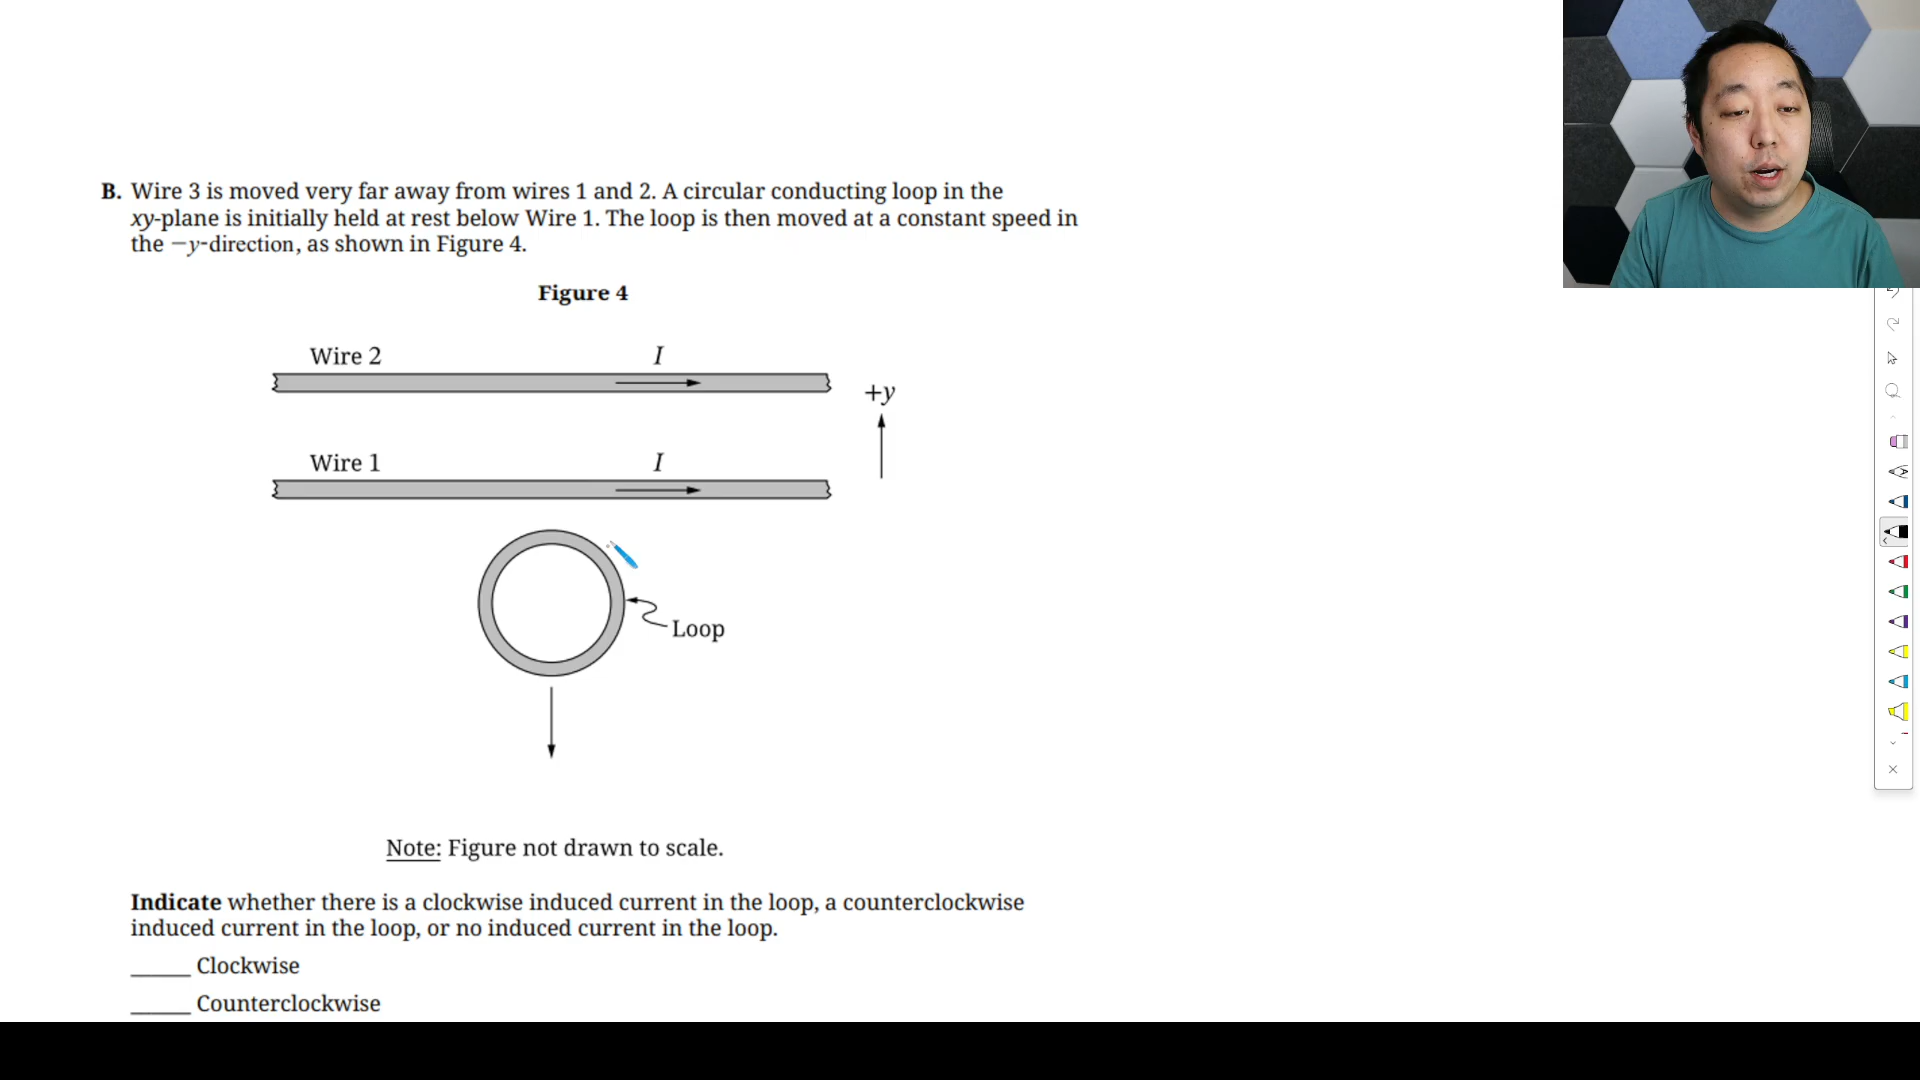 B. Wire 3 is moved very far away from wires 1 and 2. A circular conducting loop in the
xy-plane is initially held at rest below Wire 1. The loop is then moved at a constant speed in
the −y-direction, as shown in Figure 4.
Figure 4
Wire 2
I
+y
Wire 1
I
Loop
Note: Figure not drawn to scale.
Indicate whether there is a clockwise induced current in the loop, a counterclockwise
induced current in the loop, or no induced current in the loop.
_____ Clockwise
_____ Counterclockwise